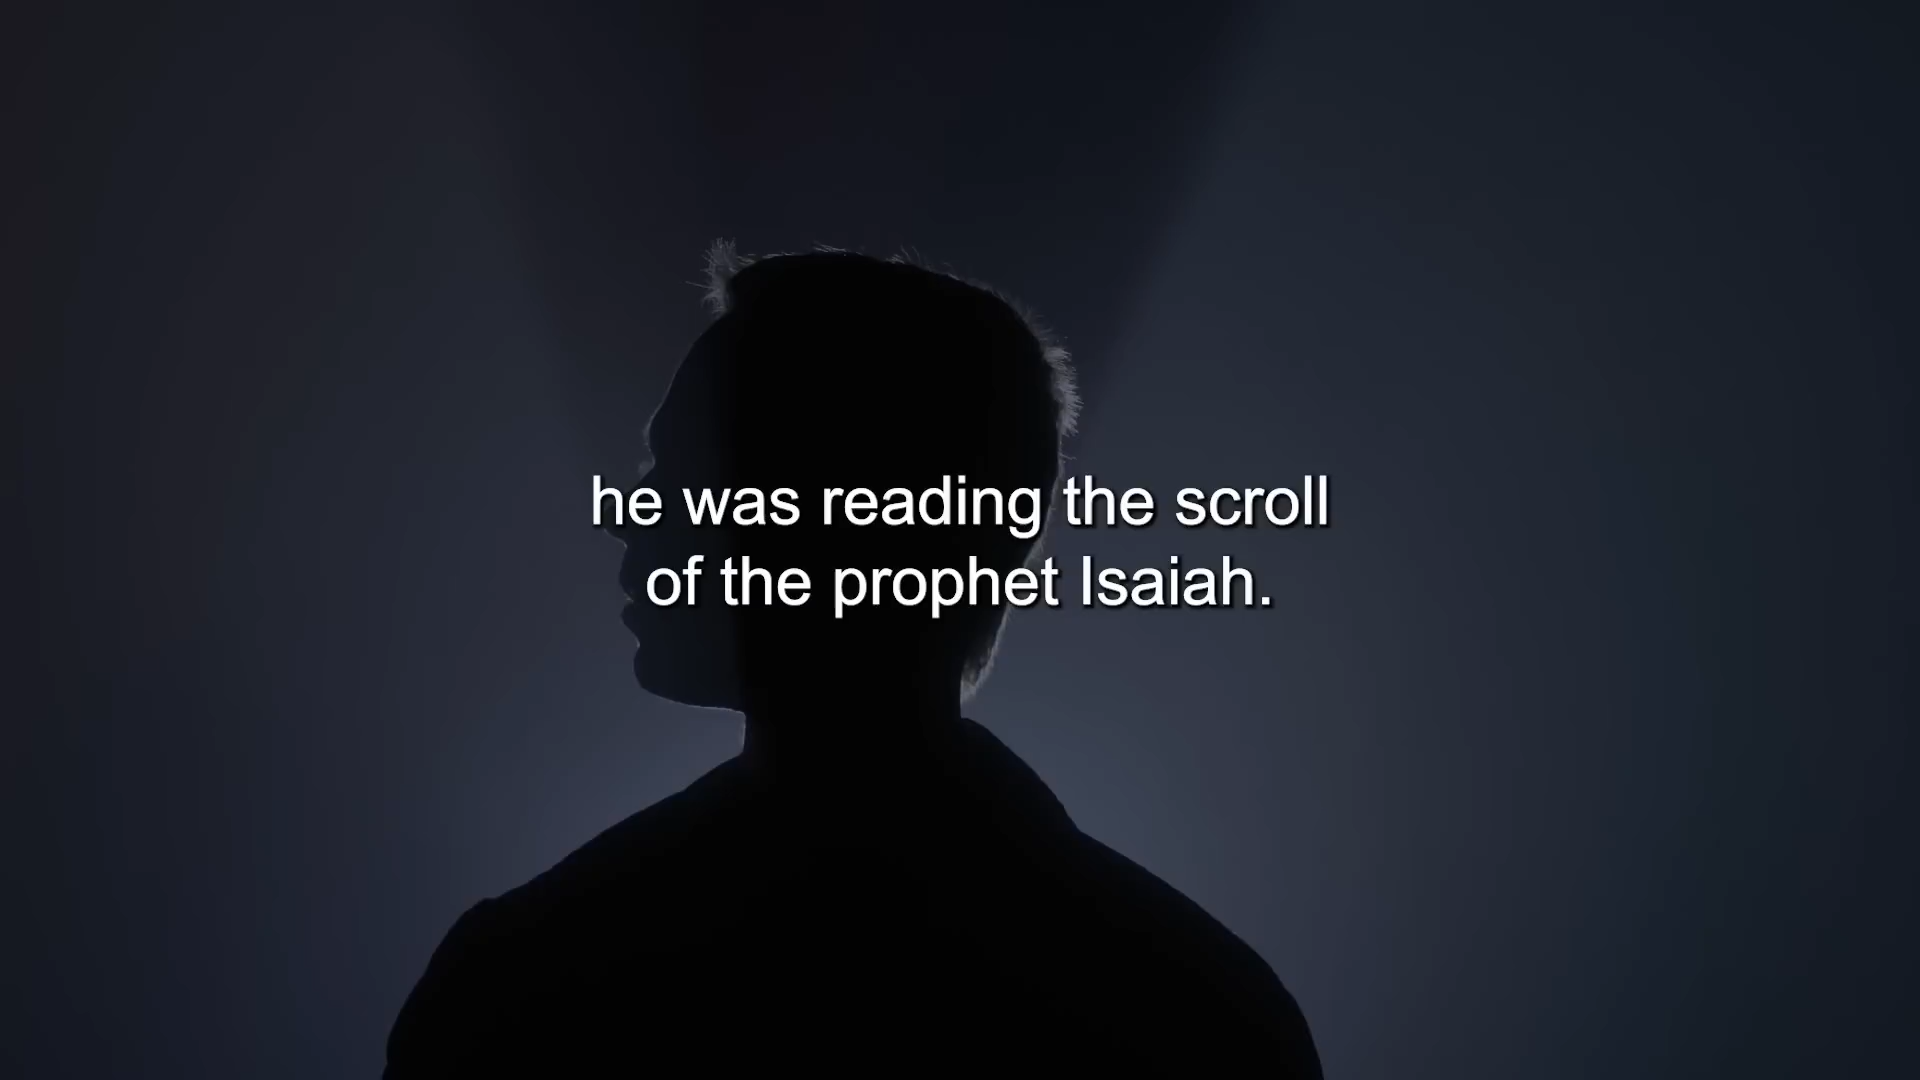 he was reading the scroll
of the prophet Isaiah.